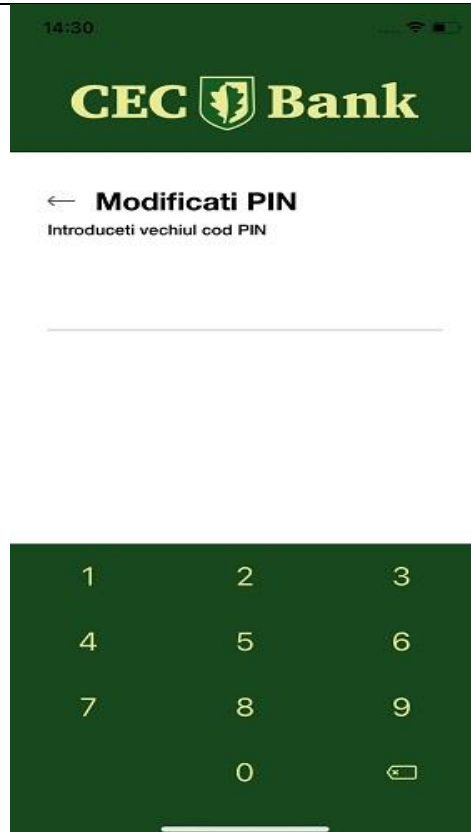 14:30
CEC Bank
← Modificati PIN
Introduceti vechiul cod PIN
1 2 3
4 5 6
7 8 9
0